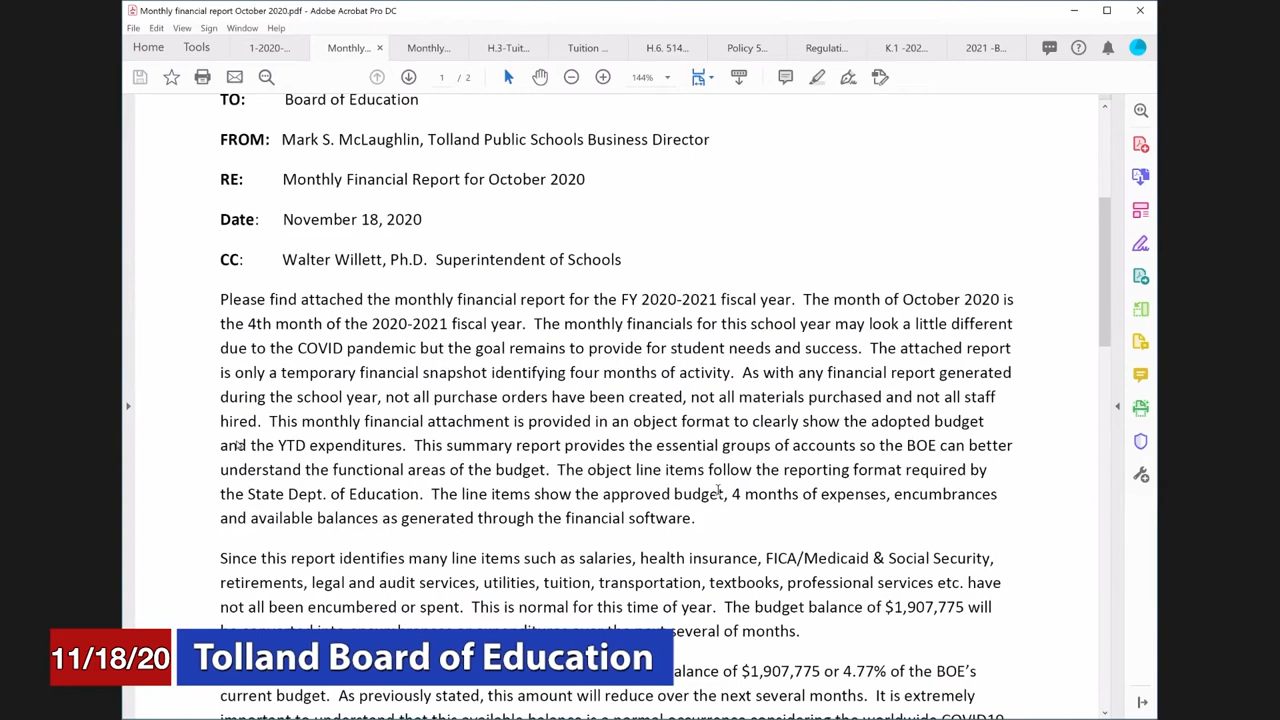 Monthly financial report October 2020.pdf - Adobe Acrobat Pro DC
File Edit View Sign Window Help
Home Tools 1-2020-... Monthly... × Monthly... H.3-Tuit... Tuition ... H.6. 514... Policy 5... Regulati... K.1 -202... 2021 -B...
1 / 2 144%
TO: Board of Education
FROM: Mark S. McLaughlin, Tolland Public Schools Business Director
RE: Monthly Financial Report for October 2020
Date: November 18, 2020
CC: Walter Willett, Ph.D. Superintendent of Schools
Please find attached the monthly financial report for the FY 2020-2021 fiscal year. The month of October 2020 is
the 4th month of the 2020-2021 fiscal year. The monthly financials for this school year may look a little different
due to the COVID pandemic but the goal remains to provide for student needs and success. The attached report
is only a temporary financial snapshot identifying four months of activity. As with any financial report generated
during the school year, not all purchase orders have been created, not all materials purchased and not all staff
hired. This monthly financial attachment is provided in an object format to clearly show the adopted budget
and the YTD expenditures. This summary report provides the essential groups of accounts so the BOE can better
understand the functional areas of the budget. The object line items follow the reporting format required by
the State Dept. of Education. The line items show the approved budget, 4 months of expenses, encumbrances
and available balances as generated through the financial software.
Since this report identifies many line items such as salaries, health insurance, FICA/Medicaid & Social Security,
retirements, legal and audit services, utilities, tuition, transportation, textbooks, professional services etc. have
not all been encumbered or spent. This is normal for this time of year. The budget balance of $1,907,775 will
several of months.
balance of $1,907,775 or 4.77% of the BOE's
current budget. As previously stated, this amount will reduce over the next several months. It is extremely
important to understand that this available balance is a normal occurrence considering the worldwide COVID19
11/18/20 Tolland Board of Education